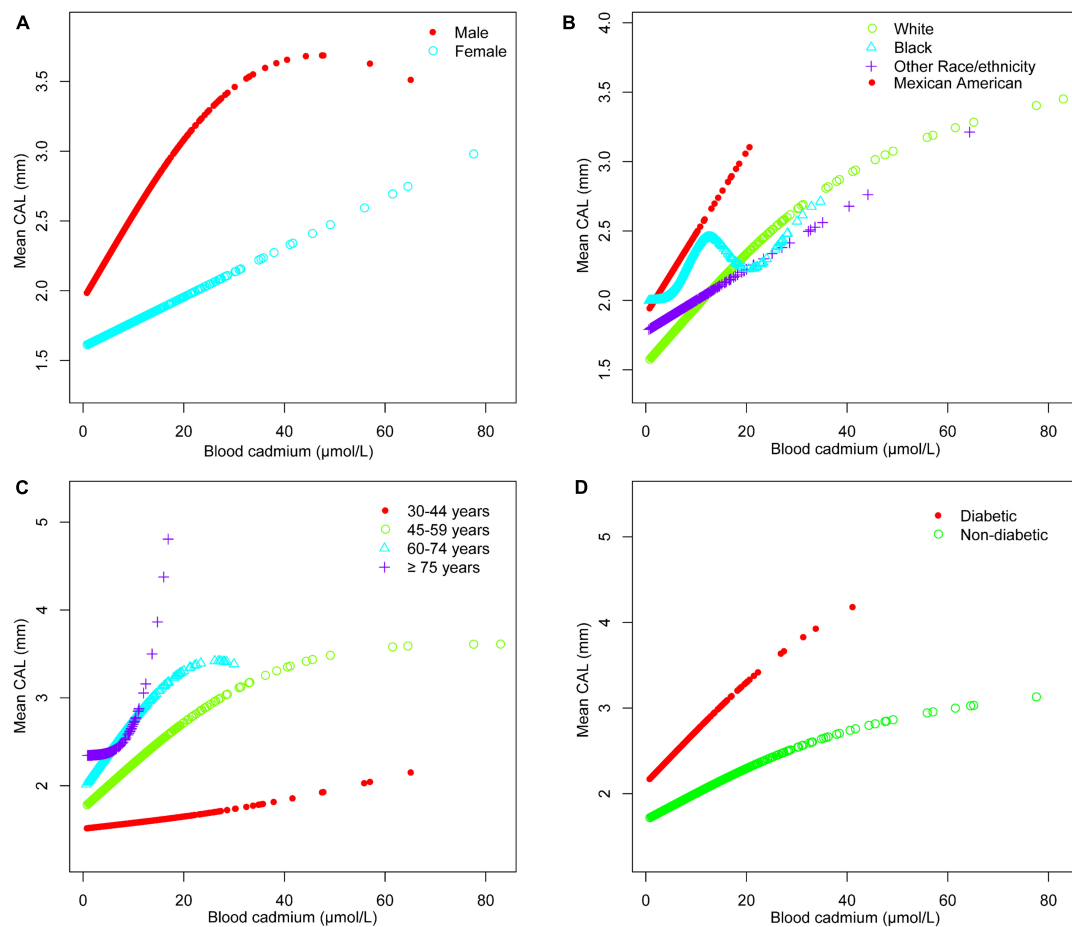 A
Male
Female
Mean CAL (mm)
3.5
3.0
2.5
2.0
1.5
0 20 40 60 80
Blood cadmium (µmol/L)
B
White
Black
Other Race/ethnicity
Mexican American
Mean CAL (mm)
4.0
3.5
3.0
2.5
2.0
1.5
0 20 40 60 80
Blood cadmium (µmol/L)
C
30-44 years
45-59 years
60-74 years
≥ 75 years
Mean CAL (mm)
5
4
3
2
0 20 40 60 80
Blood cadmium (µmol/L)
D
Diabetic
Non-diabetic
Mean CAL (mm)
5
4
3
2
0 20 40 60 80
Blood cadmium (µmol/L)